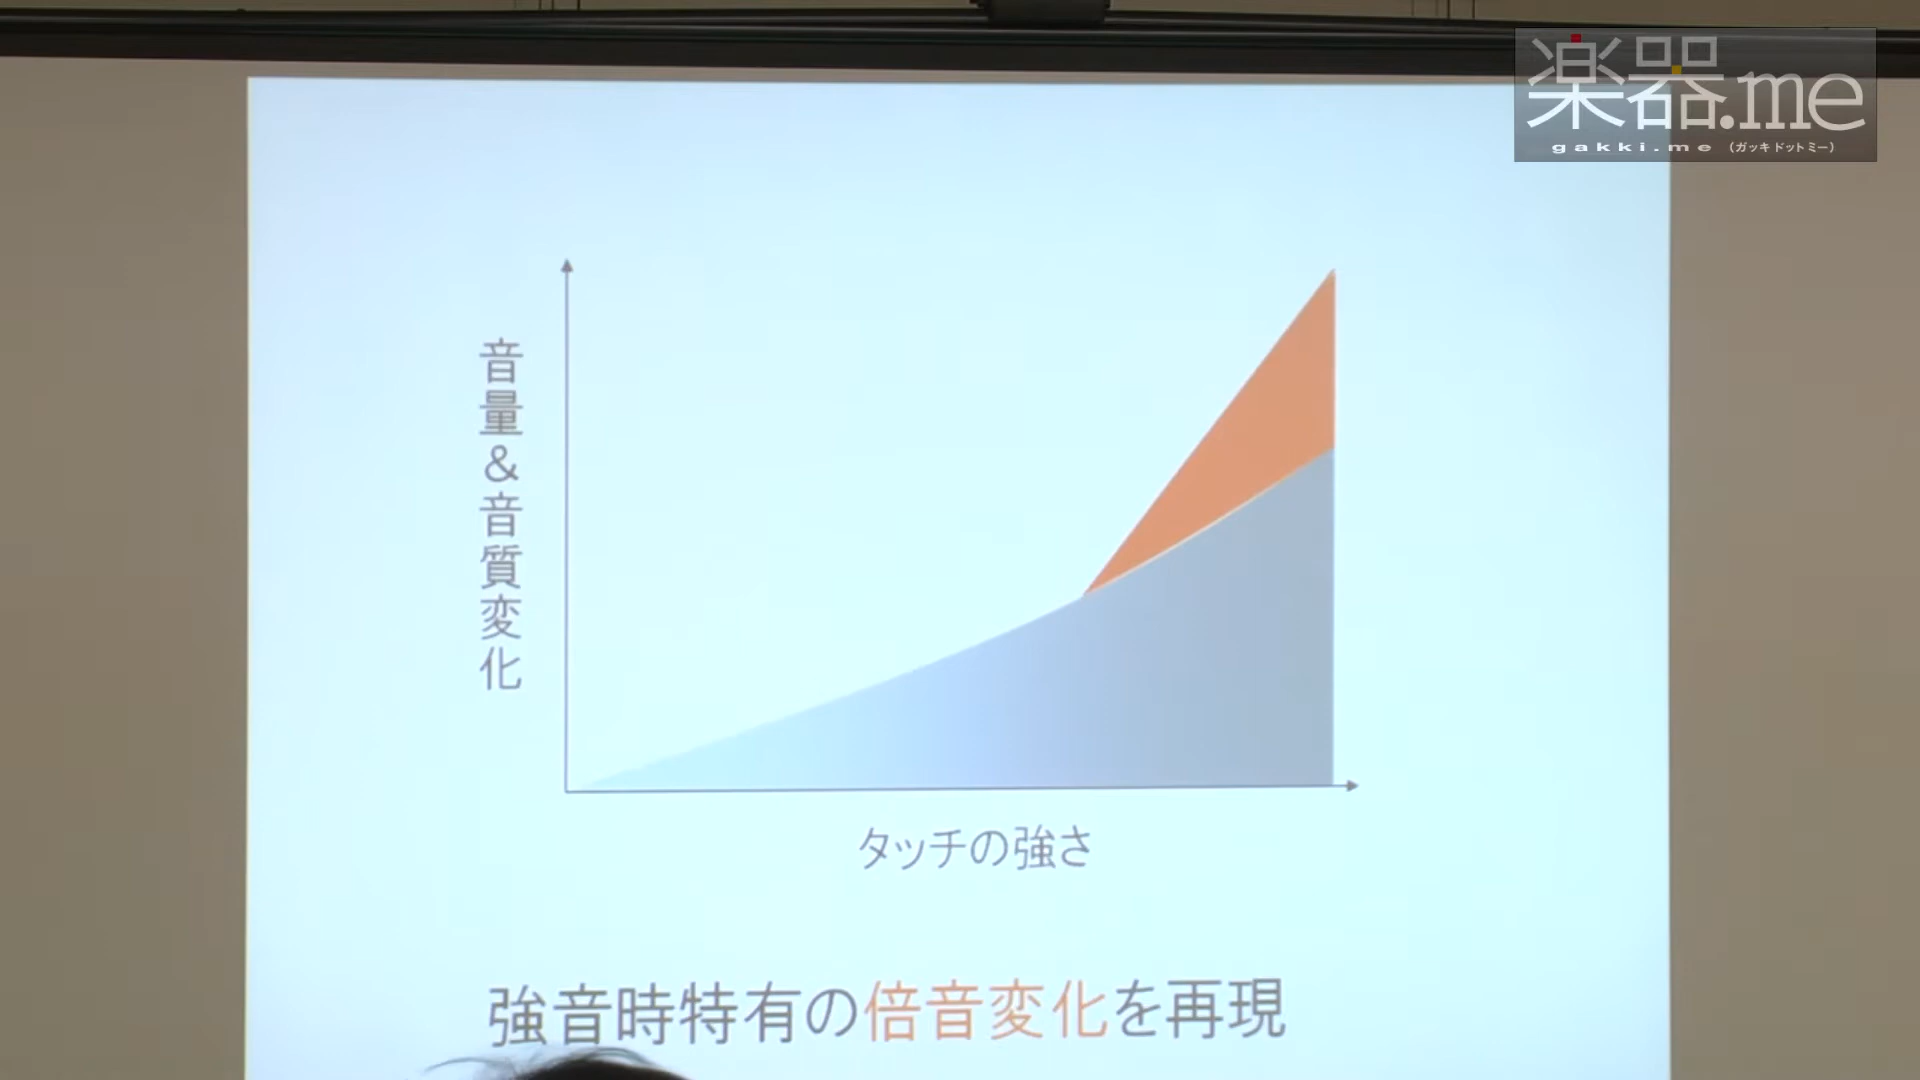 楽器.me
gakki.me (ガッキドットミー)
音量&音質変化
タッチの強さ
強音時特有の倍音変化を再現